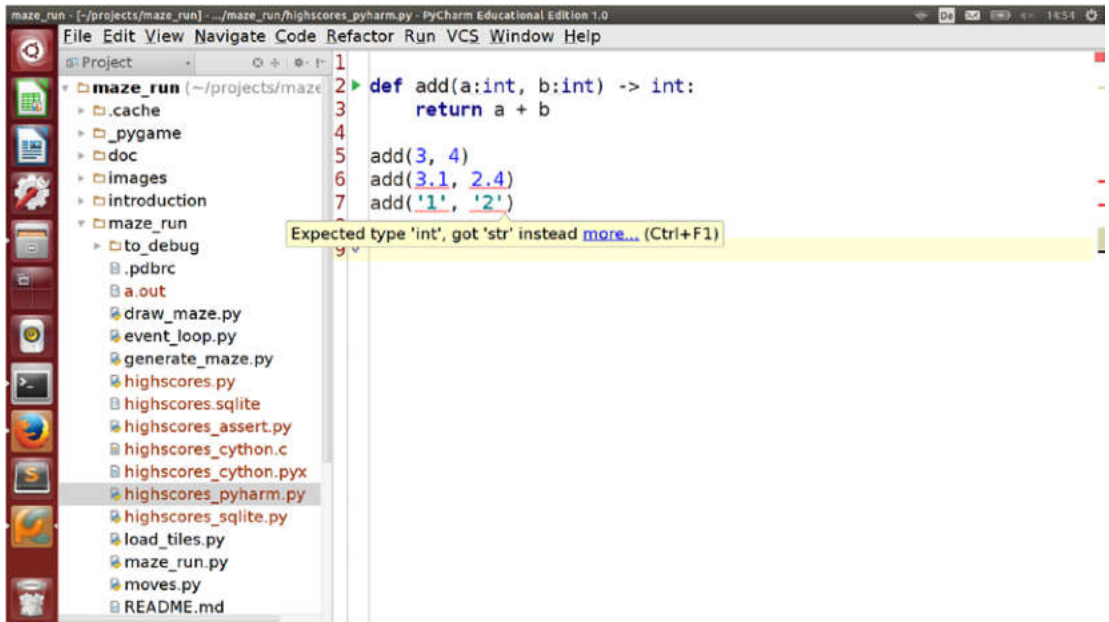 maze_run - [~/projects/maze_run] - .../maze_run/highscores_pyharm.py - PyCharm Educational Edition 1.0
De
14:54
File Edit View Navigate Code Refactor Run VCS Window Help
Project
maze_run (~/projects/maze
.cache
_pygame
doc
images
introduction
maze_run
to_debug
.pdbrc
a.out
draw_maze.py
event_loop.py
generate_maze.py
highscores.py
highscores.sqlite
highscores_assert.py
highscores_cython.c
highscores_cython.pyx
highscores_pyharm.py
highscores_sqlite.py
load_tiles.py
maze_run.py
moves.py
README.md
1
2 def add(a:int, b:int) -> int:
3 return a + b
4
5 add(3, 4)
6 add(3.1, 2.4)
7 add('1', '2')
Expected type 'int', got 'str' instead more... (Ctrl+F1)
9